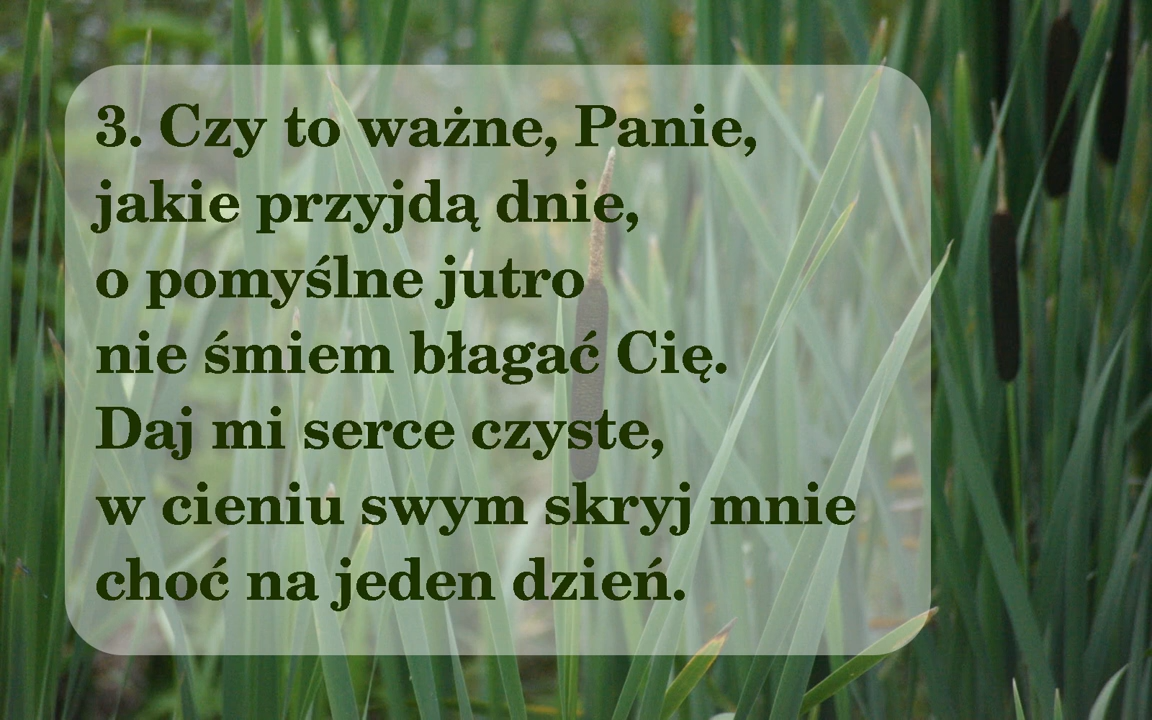 3. Czy to ważne, Panie,
jakie przyjdą dnie,
o pomyślne jutro
nie śmiem błagać Cię.
Daj mi serce czyste,
w cieniu swym skryj mnie
choć na jeden dzień.